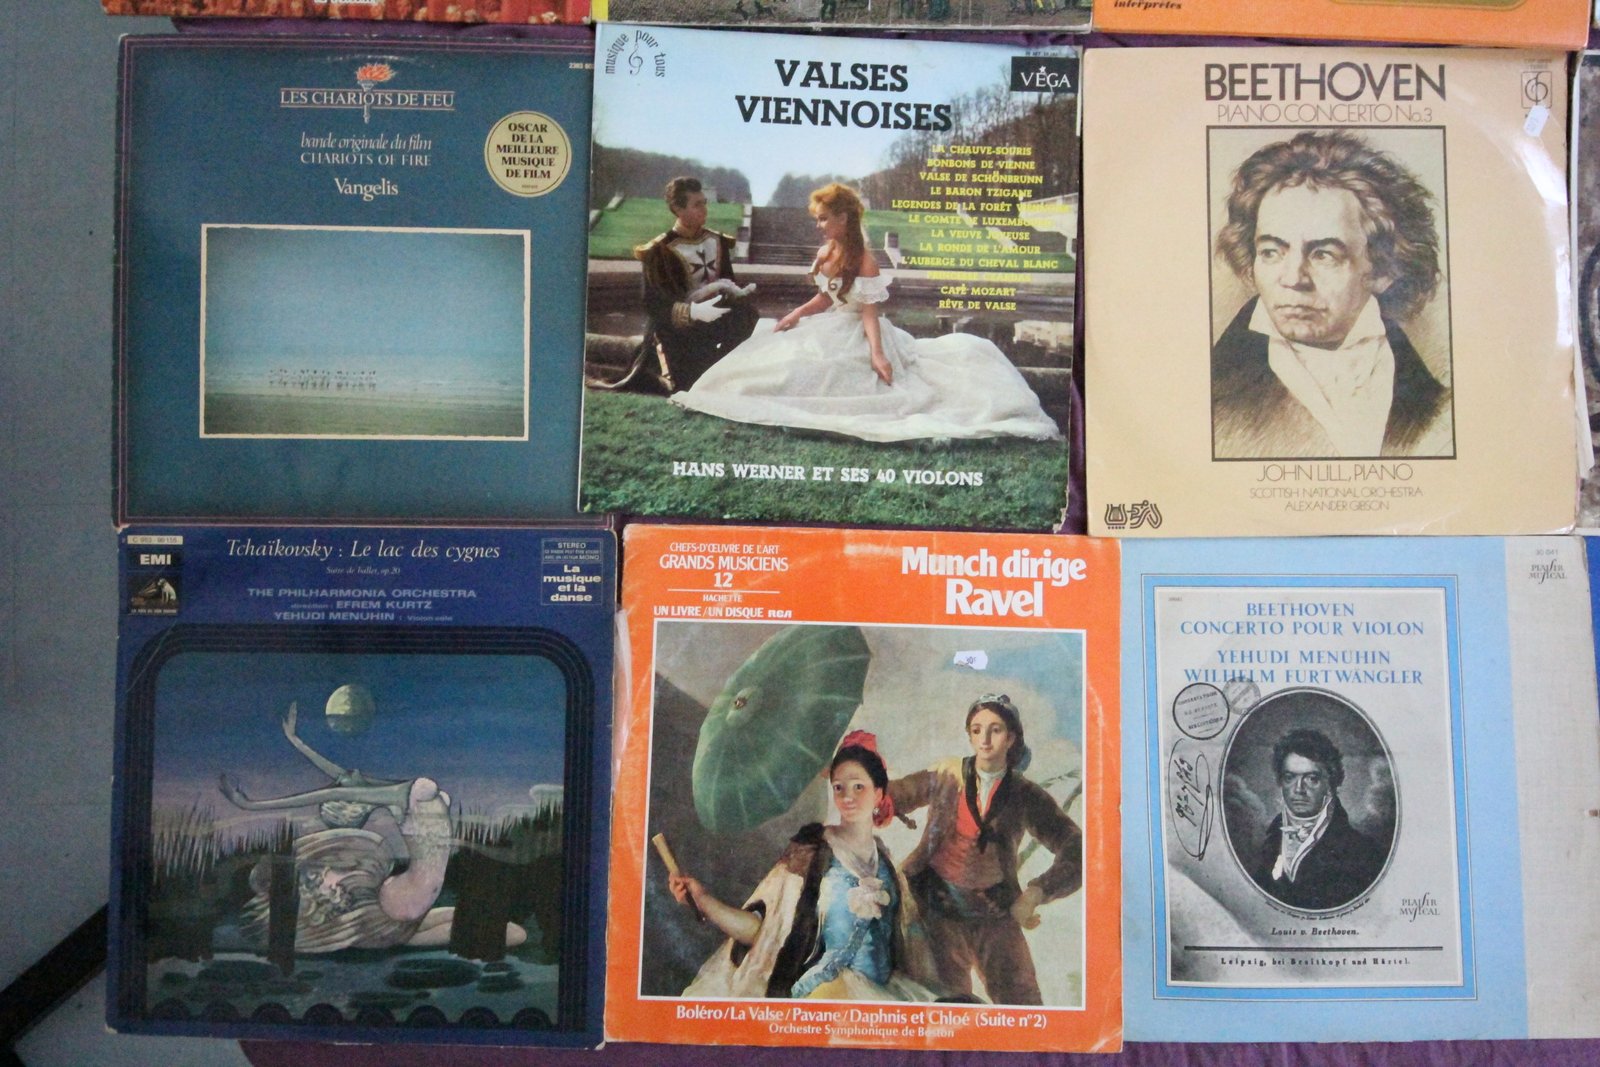 interprètes
LES CHARIOTS DE FEU
bande originale du film
CHARIOTS OF FIRE
Vangelis
OSCAR
DE LA
MEILLEURE
MUSIQUE
DE FILM
musique pour tous
VALSES
VIENNOISES
VÉGA
LA CHAUVE-SOURIS
BONBONS DE VIENNE
VALSE DE SCHÖNBRUNN
LE BARON TZIGANE
LEGENDES DE LA FORÊT VIENNOISE
LE COMTE DE LUXEMBOURG
LA VEUVE JOYEUSE
LA RONDE DE L'AMOUR
L'AUBERGE DU CHEVAL BLANC
PRINCESSE CZARDAS
CAFÉ MOZART
RÊVE DE VALSE
HANS WERNER ET SES 40 VIOLONS
BEETHOVEN
PIANO CONCERTO No.3
JOHN LILL, PIANO
SCOTTISH NATIONAL ORCHESTRA
ALEXANDER GIBSON
EMI
Tchaïkovsky : Le lac des cygnes
Suite de ballet, op.20
THE PHILHARMONIA ORCHESTRA
direction : EFREM KURTZ
YEHUDI MENUHIN : Violon solo
STEREO
La
musique
et la
danse
CHEFS-D'ŒUVRE DE L'ART
GRANDS MUSICIENS
12
HACHETTE
UN LIVRE/UN DISQUE RCA
Munch dirige
Ravel
Boléro/La Valse/Pavane/Daphnis et Chloé (Suite n°2)
Orchestre Symphonique de Boston
30 041
PLAISIR
MUSICAL
BEETHOVEN
CONCERTO POUR VIOLON
YEHUDI MENUHIN
WILHELM FURTWÄNGLER
PLAISIR
MUSICAL
Louis v. Beethoven.
Leipzig, bei Breitkopf und Härtel.